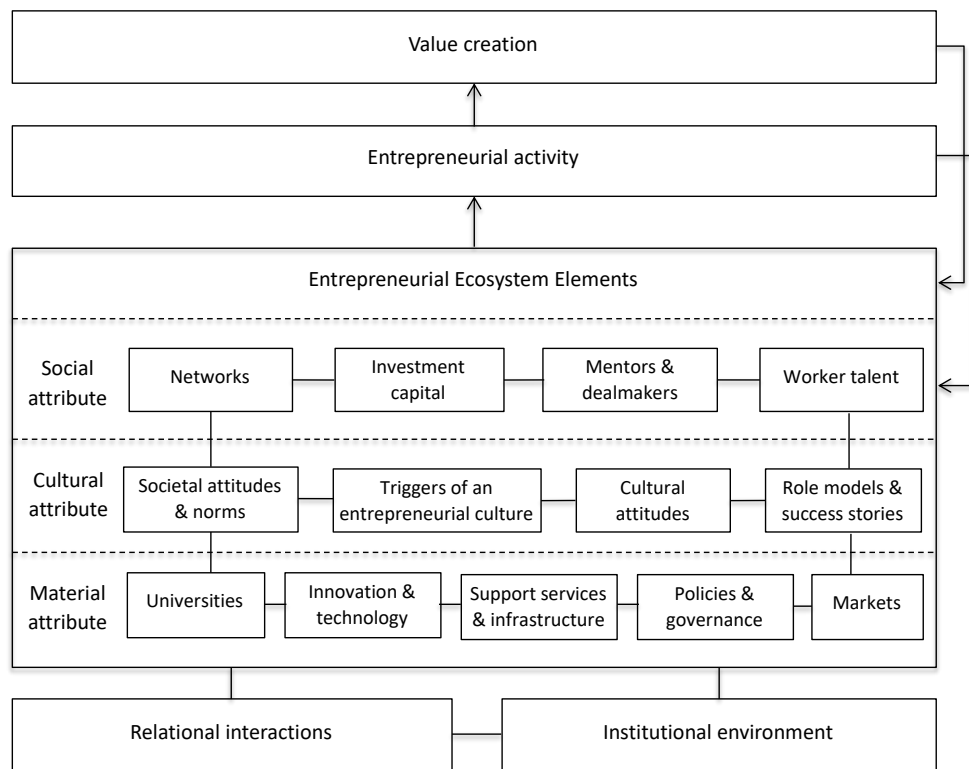 Value creation
Entrepreneurial activity
Entrepreneurial Ecosystem Elements
Social
attribute
Networks
Investment
capital
Mentors &
dealmakers
Worker talent
Cultural
attribute
Societal attitudes
& norms
Triggers of an
entrepreneurial culture
Cultural
attitudes
Role models &
success stories
Material
attribute
Universities
Innovation &
technology
Support services
& infrastructure
Policies &
governance
Markets
Relational interactions
Institutional environment